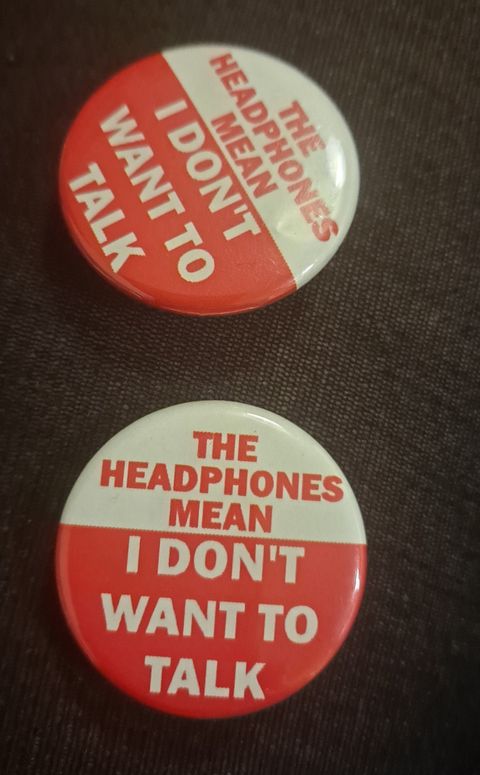 THE
HEADPHONES
MEAN
I DON'T
WANT TO
TALK
THE
HEADPHONES
MEAN
I DON'T
WANT TO
TALK